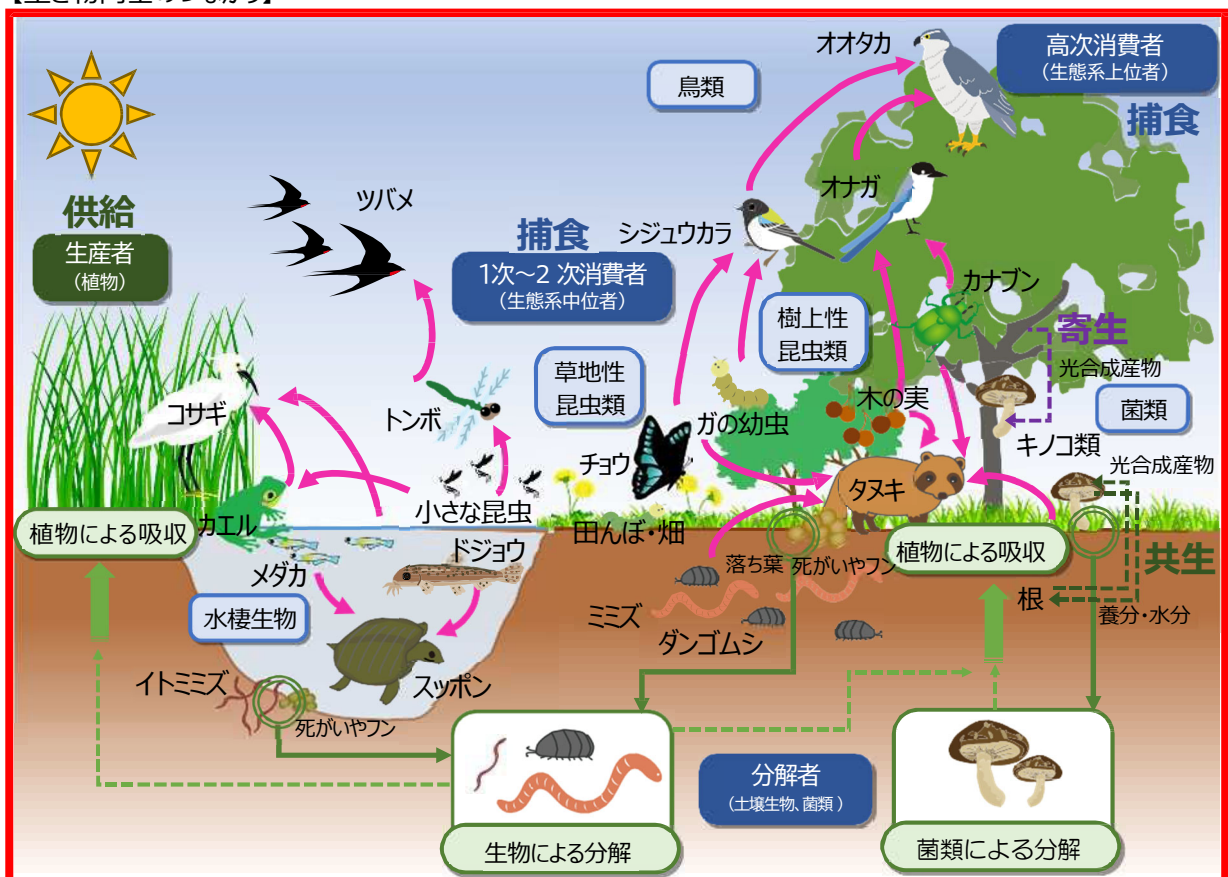 【生き物同士のつながり】
オオタカ
高次消費者
（生態系上位者）
鳥類
捕食
ツバメ
オナガ
供給
生産者
（植物）
捕食
シジュウカラ
1次～2次消費者
（生態系中位者）
カナブン
樹上性
昆虫類
寄生
光合成産物
草地性
昆虫類
菌類
コサギ
トンボ
ガの幼虫
木の実
キノコ類
チョウ
光合成産物
タヌキ
植物による吸収
カエル
小さな昆虫
田んぼ・畑
植物による吸収
ドジョウ
落ち葉
死がいやフン
共生
メダカ
水棲生物
ミミズ
根
養分・水分
ダンゴムシ
イトミミズ
スッポン
死がいやフン
分解者
（土壌生物、菌類）
生物による分解
菌類による分解